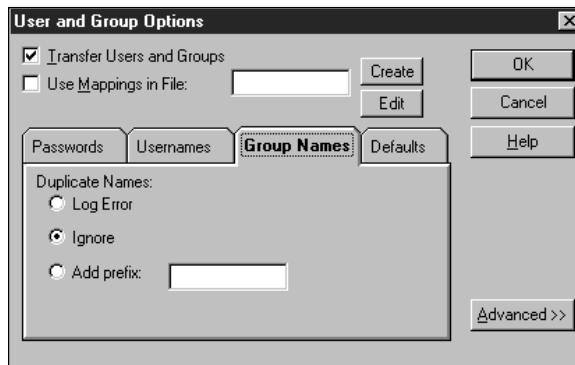 User and Group Options
Transfer Users and Groups
Use Mappings in File:
Create
Edit
OK
Cancel
Help
Passwords
Usernames
Group Names
Defaults
Duplicate Names:
Log Error
Ignore
Add prefix:
Advanced >>